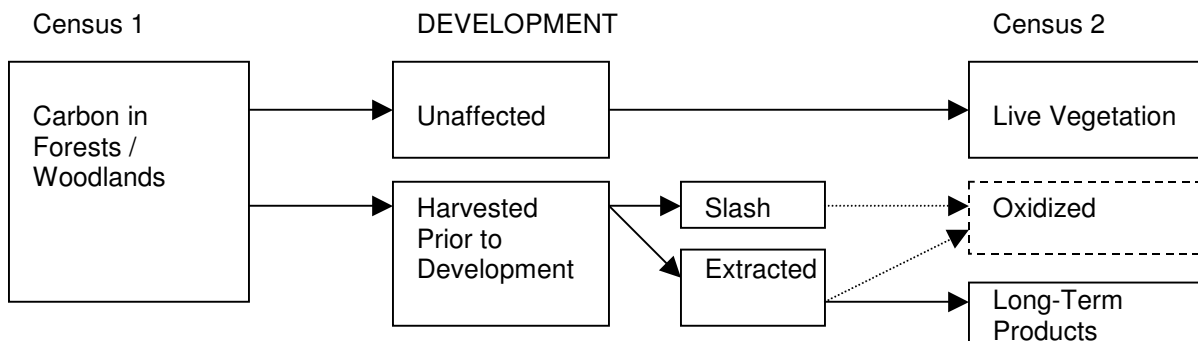 Census 1
DEVELOPMENT
Census 2
Carbon in
Forests /
Woodlands
Unaffected
Live Vegetation
Harvested
Prior to
Development
Slash
Extracted
Oxidized
Long-Term
Products